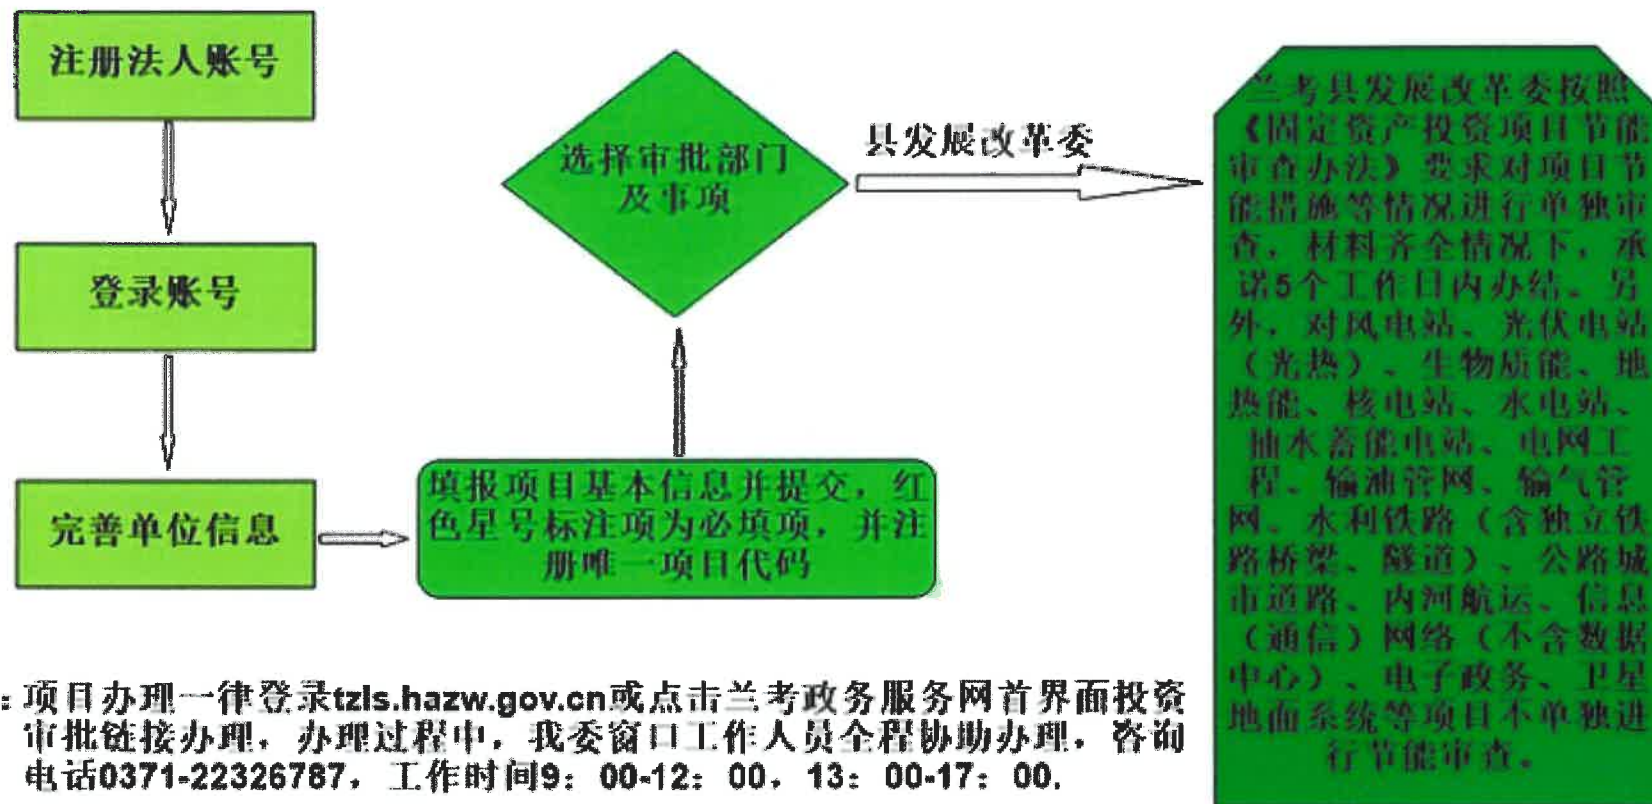 注册法人账号
登录账号
完善单位信息
填报项目基本信息并提交，红
色星号标注项为必填项，并注
册唯一项目代码
选择审批部门
及事项
县发展改革委
兰考县发展改革委按照
《固定资产投资项目节能
审查办法》要求对项目节
能措施等情况进行单独审
查，材料齐全情况下，承
诺5个工作日内办结。另
外，对风电站、光伏电站
（光热）、生物质能、地
热能、核电站、水电站、
抽水蓄能电站、电网工
程、输油管网、输气管
网、水利铁路（含独立铁
路桥梁、隧道）、公路城
市道路、内河航运、信息
（通信）网络（不含数据
中心）、电子政务、卫星
地面系统等项目不单独进
行节能审查。
：项目办理一律登录tzls.hazw.gov.cn或点击兰考政务服务网首界面投资
审批链接办理，办理过程中，我委窗口工作人员全程协助办理，咨询
电话0371-22326787，工作时间9：00-12：00，13：00-17：00.